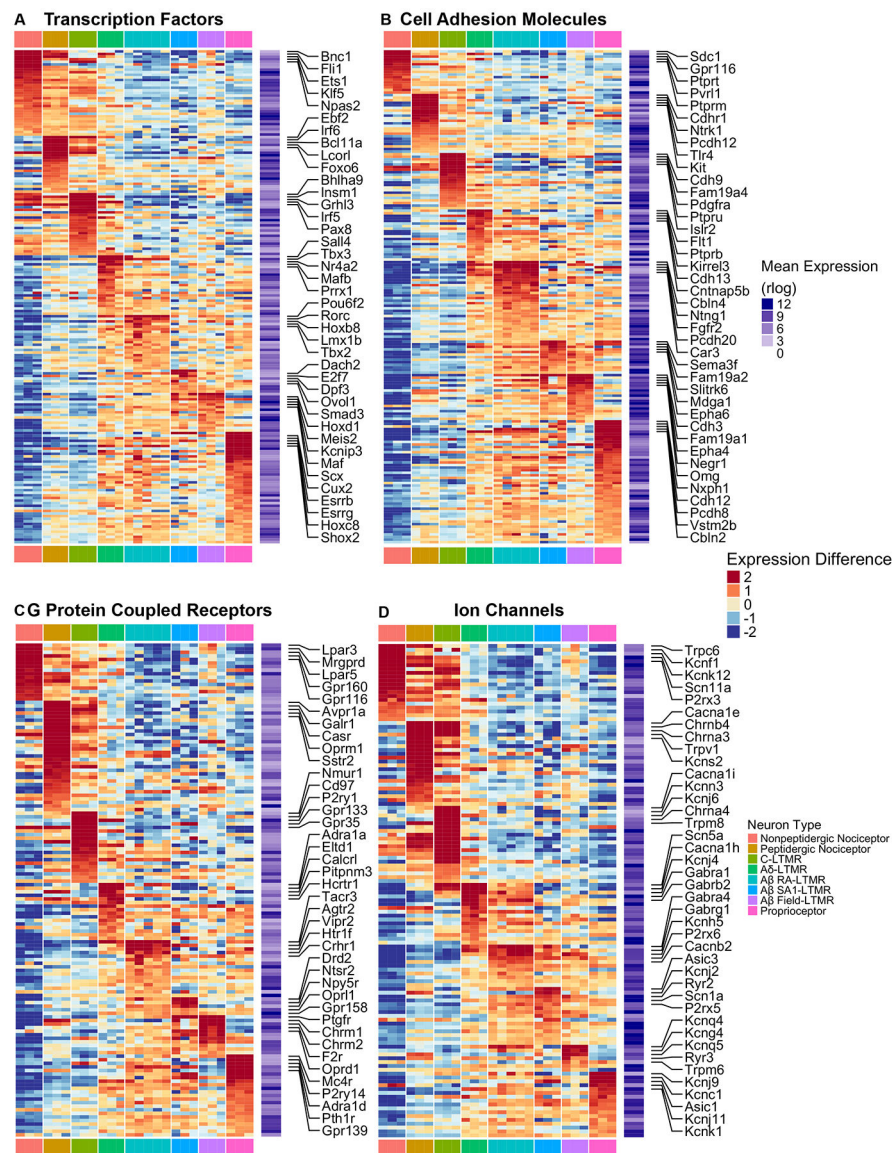 A Transcription Factors
Bnc1
Fli1
Ets1
Klf5
Npas2
Ebf2
Irf6
Bcl11a
Lcorl
Foxo6
Bhlha9
Insm1
Grhl3
Irf5
Pax8
Sall4
Tbx3
Nr4a2
Mafb
Prrx1
Pou6f2
Rorc
Hoxb8
Lmx1b
Tbx2
Dach2
E2f7
Dpf3
Ovol1
Smad3
Hoxd1
Meis2
Kcnip3
Maf
Scx
Cux2
Esrrb
Esrrg
Hoxc8
Shox2
B Cell Adhesion Molecules
Sdc1
Gpr116
Ptprt
Pvrl1
Ptprm
Cdhr1
Ntrk1
Pcdh12
Tlr4
Kit
Cdh9
Fam19a4
Pdgfra
Ptpru
Islr2
Flt1
Ptprb
Kirrel3
Cdh13
Cntnap5b
Cbln4
Ntng1
Fgfr2
Pcdh20
Car3
Sema3f
Fam19a2
Slitrk6
Mdga1
Epha6
Cdh3
Fam19a1
Epha4
Negr1
Omg
Nxph1
Cdh12
Pcdh8
Vstm2b
Cbln2
Mean Expression
(rlog)
12
9
6
3
0
Expression Difference
2
1
0
-1
-2
C G Protein Coupled Receptors
Lpar3
Mrgprd
Lpar5
Gpr160
Gpr116
Avpr1a
Galr1
Casr
Oprm1
Sstr2
Nmur1
Cd97
P2ry1
Gpr133
Gpr35
Adra1a
Eltd1
Calcrl
Pitpnm3
Hcrtr1
Tacr3
Agtr2
Vipr2
Htr1f
Crhr1
Drd2
Ntsr2
Npy5r
Oprl1
Gpr158
Ptgfr
Chrm1
Chrm2
F2r
Oprd1
Mc4r
P2ry14
Adra1d
Pth1r
Gpr139
D Ion Channels
Trpc6
Kcnf1
Kcnk12
Scn11a
P2rx3
Cacna1e
Chrnb4
Chrna3
Trpv1
Kcns2
Cacna1i
Kcnn3
Kcnj6
Chrna4
Trpm8
Scn5a
Cacna1h
Kcnj4
Gabra1
Gabrb2
Gabra4
Gabrg1
Kcnh5
P2rx6
Cacnb2
Asic3
Kcnj2
Ryr2
Scn1a
P2rx5
Kcnq4
Kcng4
Kcnq5
Ryr3
Trpm6
Kcnj9
Kcnc1
Asic1
Kcnj11
Kcnk1
Neuron Type
Nonpeptidergic Nociceptor
Peptidergic Nociceptor
C-LTMR
Aδ-LTMR
Aβ RA-LTMR
Aβ SA1-LTMR
Aβ Field-LTMR
Proprioceptor